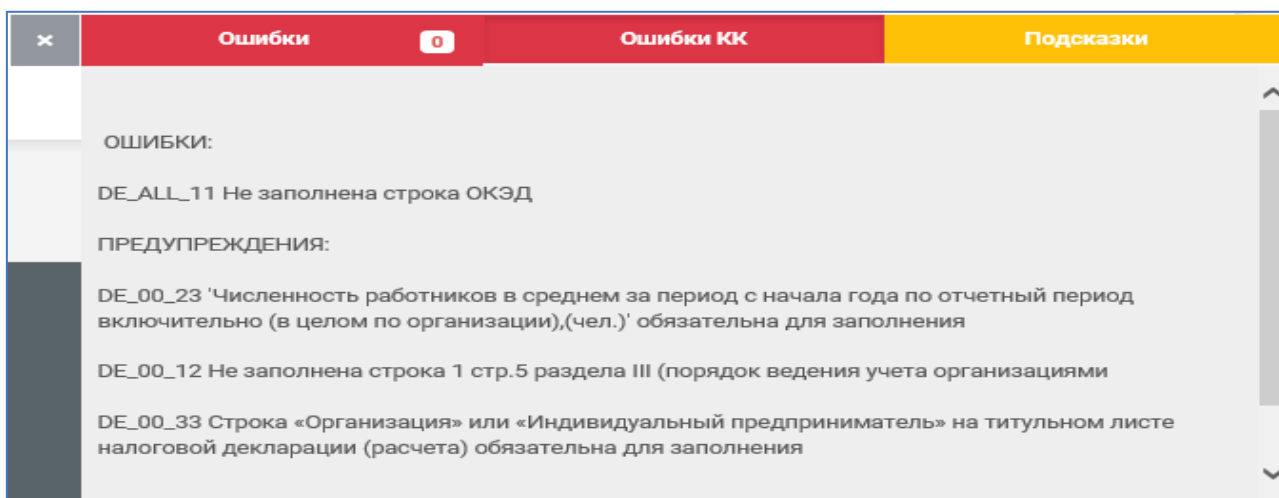 × Ошибки 0 Ошибки КК Подсказки
ОШИБКИ:
DE_ALL_11 Не заполнена строка ОКЭД
ПРЕДУПРЕЖДЕНИЯ:
DE_00_23 'Численность работников в среднем за период с начала года по отчетный период
включительно (в целом по организации),(чел.)' обязательна для заполнения
DE_00_12 Не заполнена строка 1 стр.5 раздела III (порядок ведения учета организациями
DE_00_33 Строка «Организация» или «Индивидуальный предприниматель» на титульном листе
налоговой декларации (расчета) обязательна для заполнения